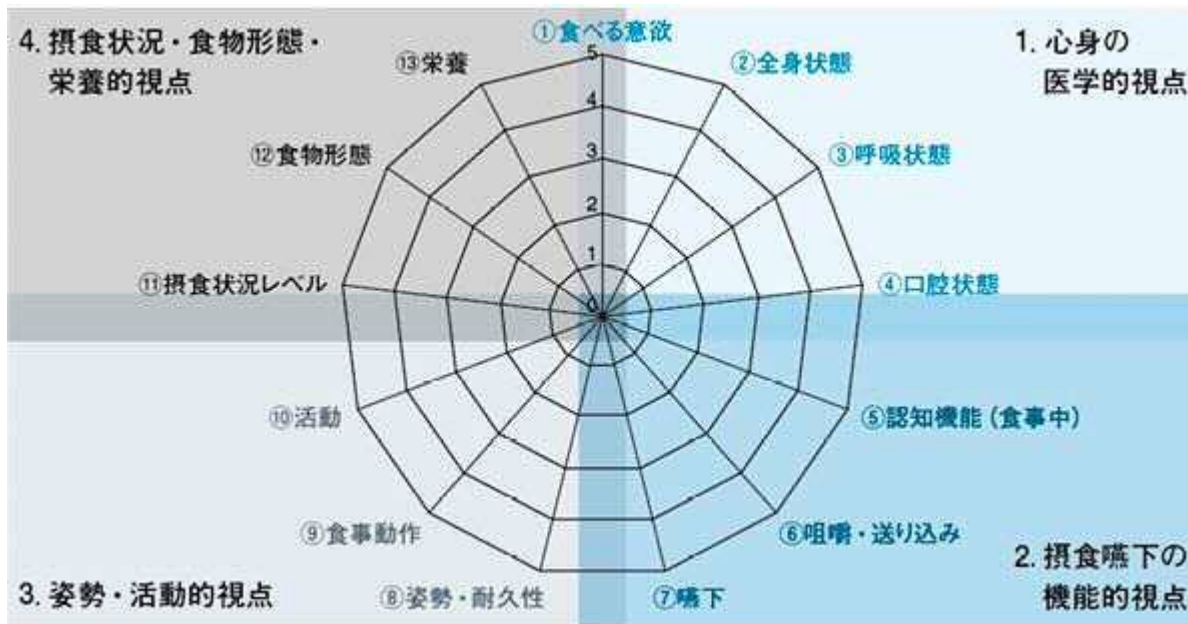 4. 摂食状況・食物形態・
栄養的視点
1. 心身の
医学的視点
①食べる意欲
②全身状態
③呼吸状態
④口腔状態
⑤認知機能（食事中）
⑥咀嚼・送り込み
⑦嚥下
⑧姿勢・耐久性
⑨食事動作
⑩活動
⑪摂食状況レベル
⑫食物形態
⑬栄養
5
4
3
2
1
0
3. 姿勢・活動的視点
2. 摂食嚥下の
機能的視点